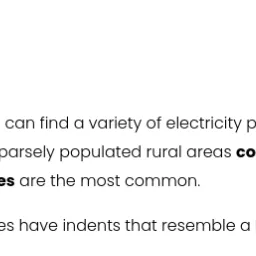 can find a variety of electricity p
parsely populated rural areas co
es are the most common.
es have indents that resemble a